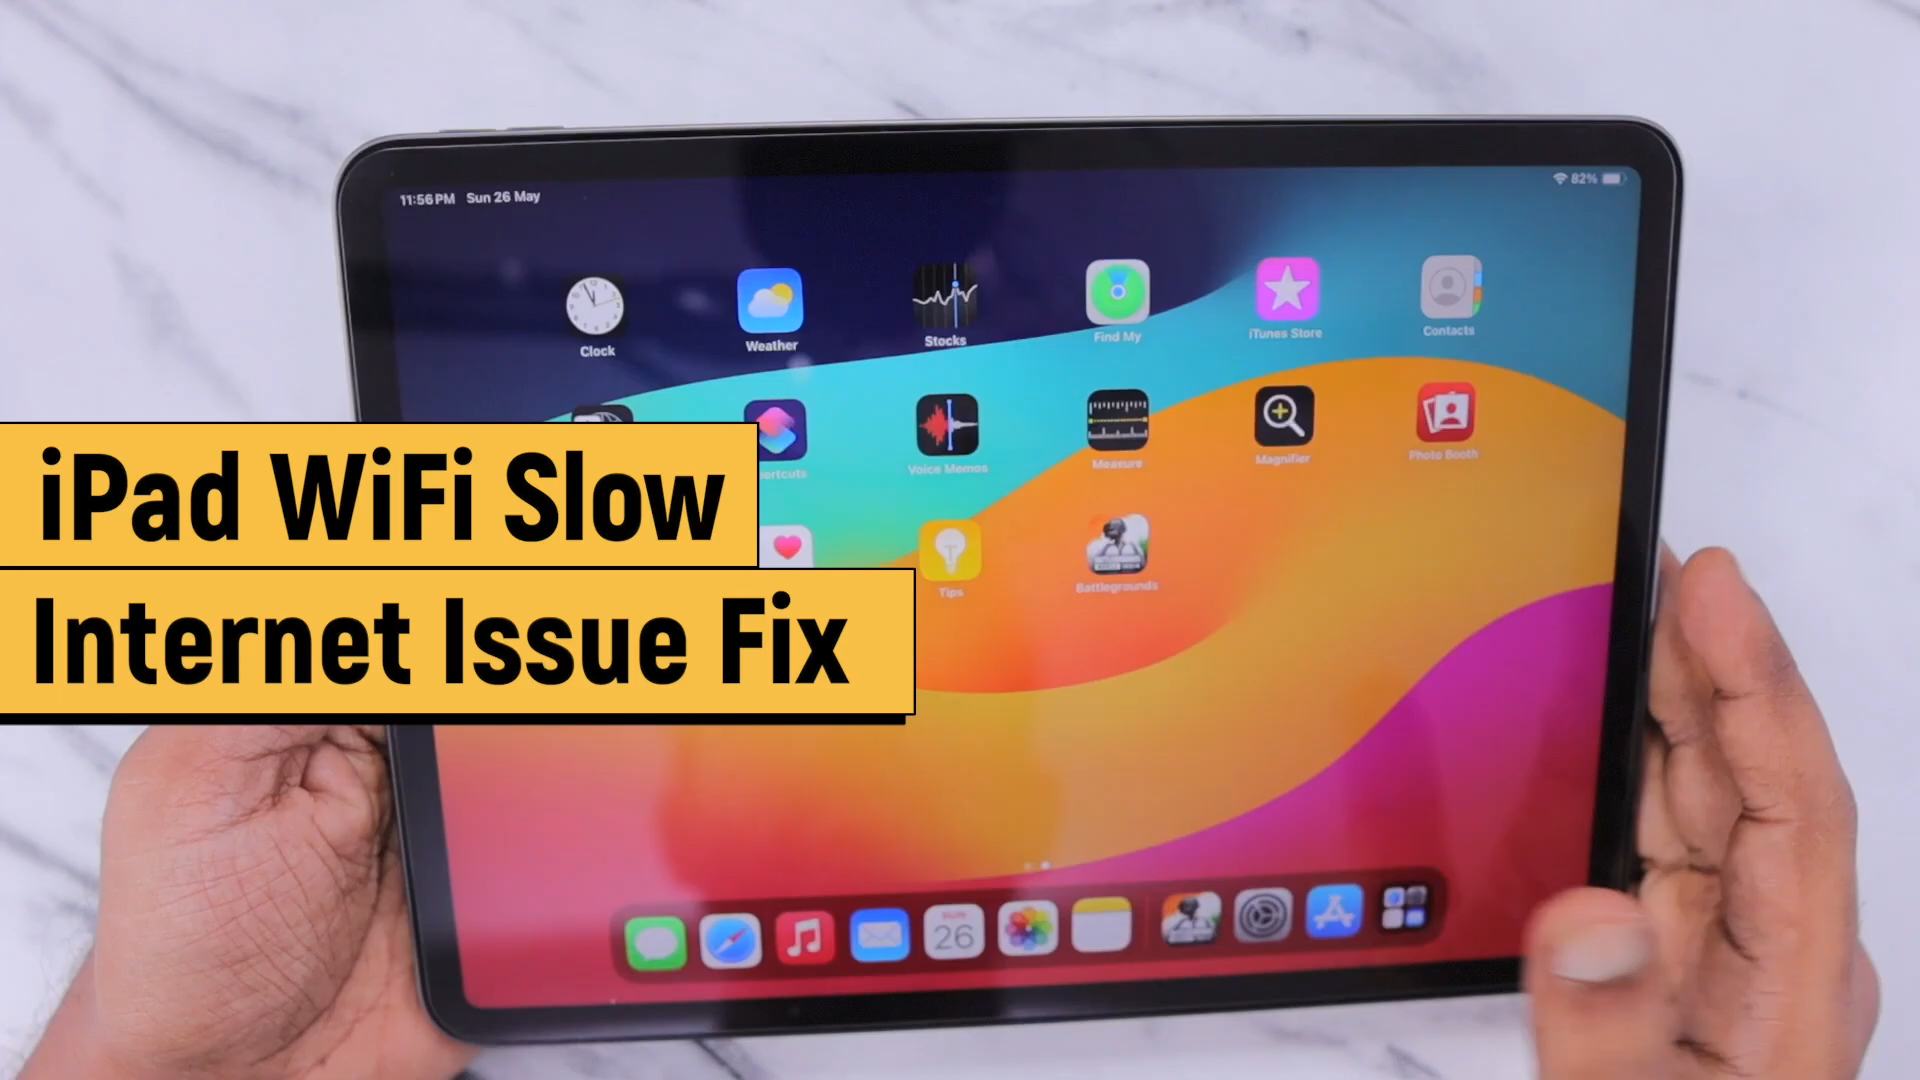 11:56 PM Sun 26 May
82%
Clock
Weather
Stocks
Find My
iTunes Store
Contacts
Voice Memos
Measure
Magnifier
Photo Booth
iPad WiFi Slow
Tips
Battlegrounds
Internet Issue Fix
SUN
26